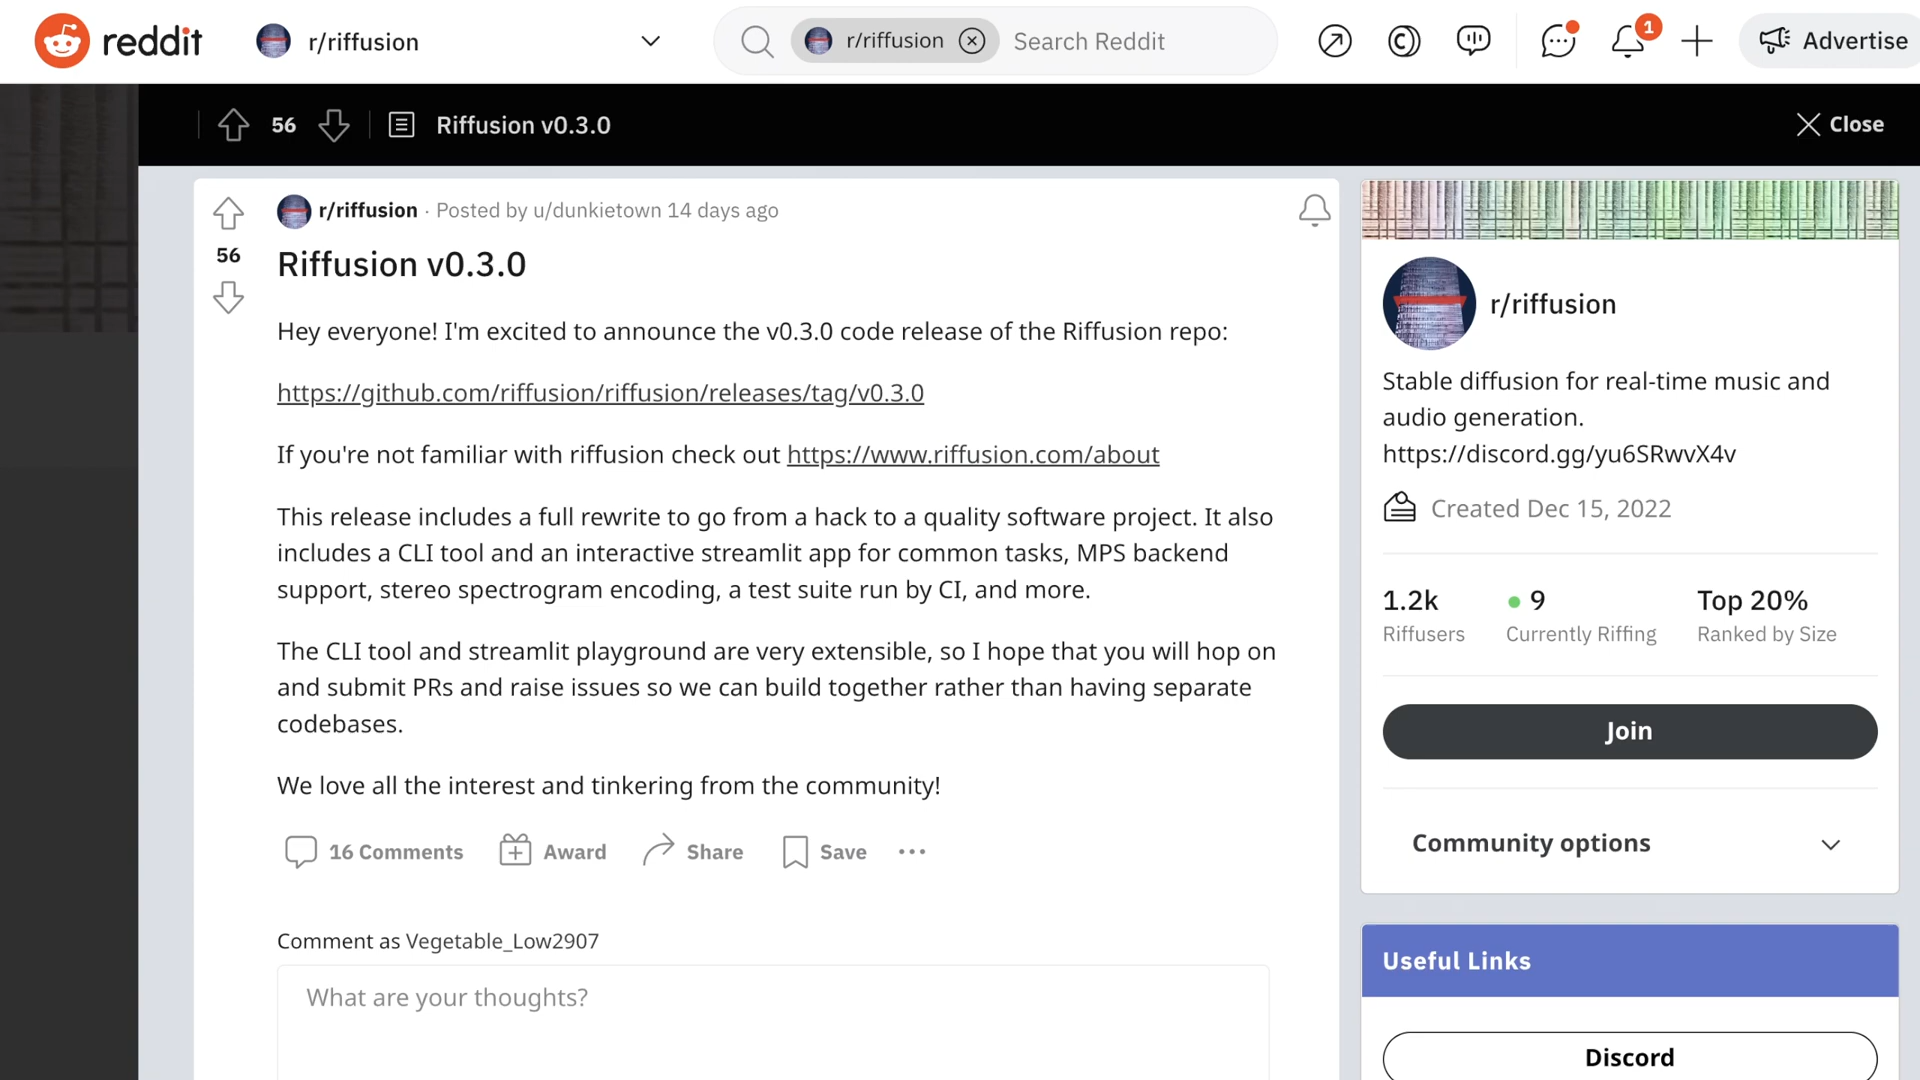 reddit
r/riffusion
r/riffusion
Search Reddit
1
Advertise
56
Riffusion v0.3.0
Close
r/riffusion · Posted by u/dunkietown 14 days ago
56
Riffusion v0.3.0
Hey everyone! I'm excited to announce the v0.3.0 code release of the Riffusion repo:
https://github.com/riffusion/riffusion/releases/tag/v0.3.0
If you're not familiar with riffusion check out https://www.riffusion.com/about
This release includes a full rewrite to go from a hack to a quality software project. It also
includes a CLI tool and an interactive streamlit app for common tasks, MPS backend
support, stereo spectrogram encoding, a test suite run by CI, and more.
The CLI tool and streamlit playground are very extensible, so I hope that you will hop on
and submit PRs and raise issues so we can build together rather than having separate
codebases.
We love all the interest and tinkering from the community!
16 Comments
Award
Share
Save
Comment as Vegetable_Low2907
What are your thoughts?
r/riffusion
Stable diffusion for real-time music and
audio generation.
https://discord.gg/yu6SRwvX4v
Created Dec 15, 2022
1.2k
Riffusers
9
Currently Riffing
Top 20%
Ranked by Size
Join
Community options
Useful Links
Discord